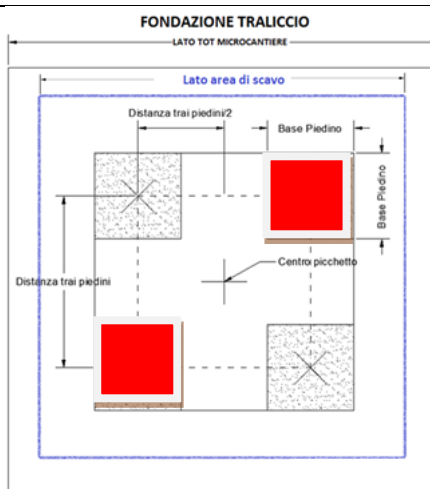 FONDAZIONE TRALICCIO
LATO TOT MICROCANTIERE
Lato area di scavo
Distanza trai piedini/2
Base Piedino
Base Piedino
Centro picchetto
Distanza trai piedini